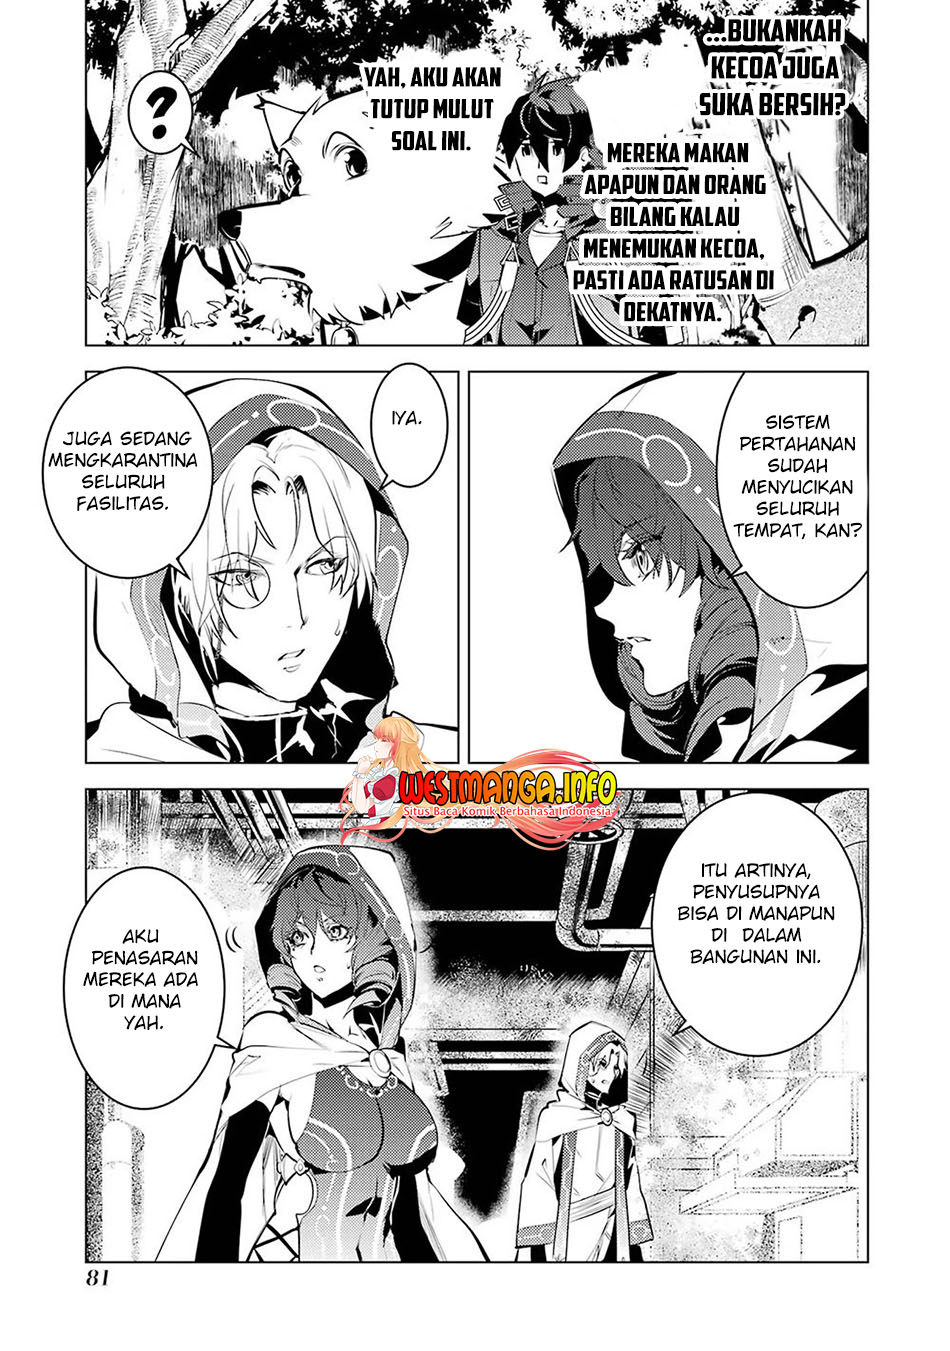 ...BUKANKAH
KECOA JUGA
SUKA BERSIH?
MEREKA MAKAN
APAPUN DAN ORANG
BILANG KALAU
MENEMUKAN KECOA,
PASTI ADA RATUSAN DI
DEKATNYA.
YAH, AKU AKAN
TUTUP MULUT
SOAL INI.
?
SISTEM
PERTAHANAN
SUDAH
MENYUCIKAN
SELURUH
TEMPAT, KAN?
IYA.
JUGA SEDANG
MENGKARANTINA
SELURUH
FASILITAS.
WESTMANGA.INFO
Situs Baca Komik Berbahasa Indonesia
ITU ARTINYA,
PENYUSUPNYA
BISA DI MANAPUN
DI DALAM
BANGUNAN INI.
AKU
PENASARAN
MEREKA ADA
DI MANA
YAH.
81